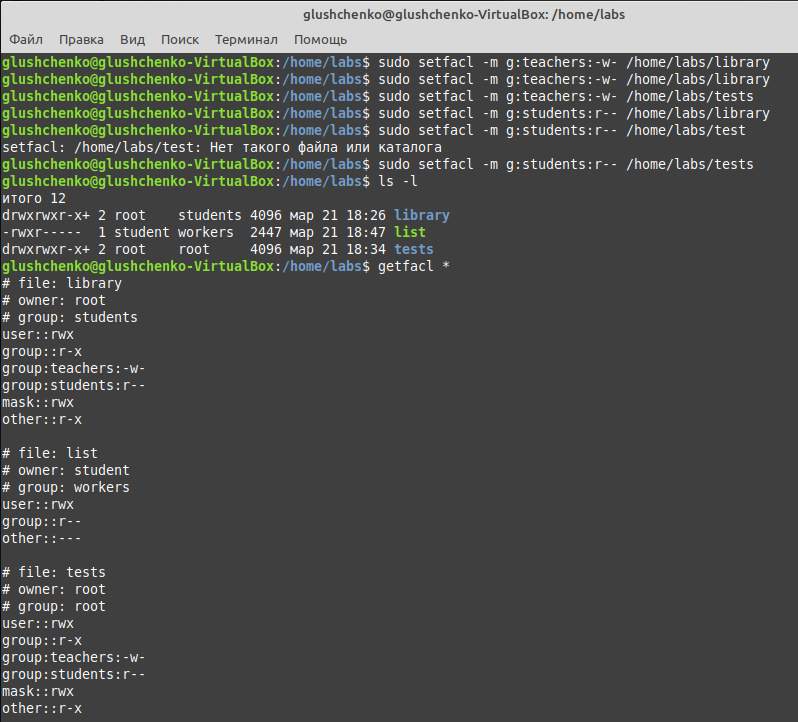 glushchenko@glushchenko-VirtualBox: /home/labs
Файл Правка Вид Поиск Терминал Помощь
glushchenko@glushchenko-VirtualBox:/home/labs$ sudo setfacl -m g:teachers:-w- /home/labs/library
glushchenko@glushchenko-VirtualBox:/home/labs$ sudo setfacl -m g:teachers:-w- /home/labs/library
glushchenko@glushchenko-VirtualBox:/home/labs$ sudo setfacl -m g:teachers:-w- /home/labs/tests
glushchenko@glushchenko-VirtualBox:/home/labs$ sudo setfacl -m g:students:r-- /home/labs/library
glushchenko@glushchenko-VirtualBox:/home/labs$ sudo setfacl -m g:students:r-- /home/labs/test
setfacl: /home/labs/test: Нет такого файла или каталога
glushchenko@glushchenko-VirtualBox:/home/labs$ sudo setfacl -m g:students:r-- /home/labs/tests
glushchenko@glushchenko-VirtualBox:/home/labs$ ls -l
итого 12
drwxrwxr-x+ 2 root    students 4096 мар 21 18:26 library
-rwxr-----  1 student workers  2447 мар 21 18:47 list
drwxrwxr-x+ 2 root    root     4096 мар 21 18:34 tests
glushchenko@glushchenko-VirtualBox:/home/labs$ getfacl *
# file: library
# owner: root
# group: students
user::rwx
group::r-x
group:teachers:-w-
group:students:r--
mask::rwx
other::r-x

# file: list
# owner: student
# group: workers
user::rwx
group::r--
other::---

# file: tests
# owner: root
# group: root
user::rwx
group::r-x
group:teachers:-w-
group:students:r--
mask::rwx
other::r-x